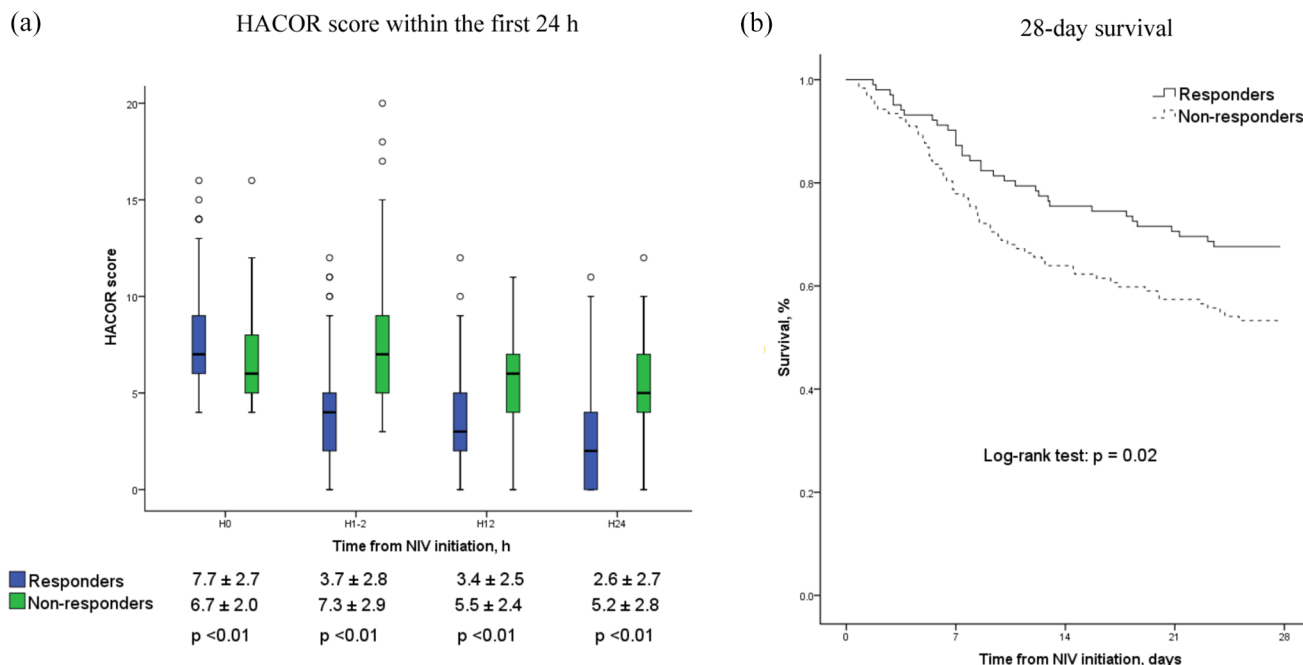 (a)
HACOR score within the first 24 h
HACOR score
20
15
10
5
0
H0 H1-2 H12 H24
Time from NIV initiation, h
Responders 7.7 ± 2.7 3.7 ± 2.8 3.4 ± 2.5 2.6 ± 2.7
Non-responders 6.7 ± 2.0 7.3 ± 2.9 5.5 ± 2.4 5.2 ± 2.8
p <0.01 p <0.01 p <0.01 p <0.01
(b)
28-day survival
Responders
Non-responders
Survival, %
1.0
0.8
0.6
0.4
0.2
0.0
Log-rank test: p = 0.02
0 7 14 21 28
Time from NIV initiation, days